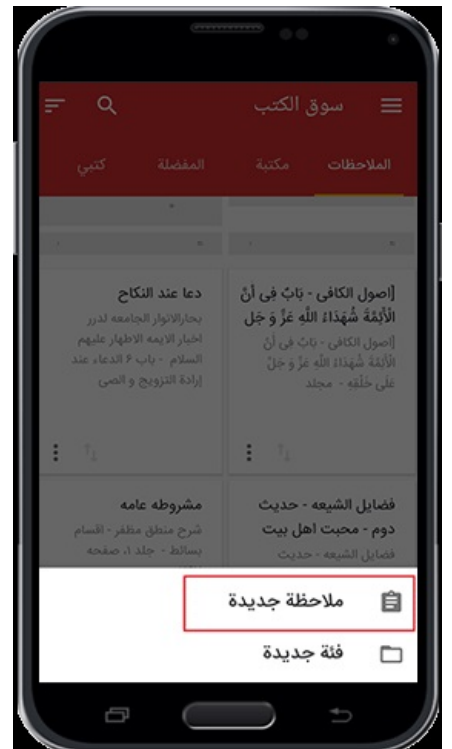 سوق الكتب
الملاحظات
مكتبة
المفضلة
كتبي
[اصول الكافى - بَابٌ فِى أَنَّ
الْأَئِمَّةَ شُهَدَاءُ اللَّهِ عَزَّ وَ جَل
[اصول الكافى - بَابٌ فِى أَنَّ
الْأَئِمَّةَ شُهَدَاءُ اللَّهِ عَزَّ وَ جَلَّ
عَلَى خَلْقِهِ - مجلد
دعا عند النكاح
بحارالانوار الجامعه لدرر
اخبار الايمه الاطهار عليهم
السلام - باب ۶ الدعاء عند
إرادة التزويج و الصى
فضايل الشيعه - حديث
دوم - محبت اهل بيت
فضايل الشيعه - حديث
مشروطه عامه
شرح منطق مظفر - اقسام
بسائط - جلد ۱، صفحه
ملاحظة جديدة
فئة جديدة